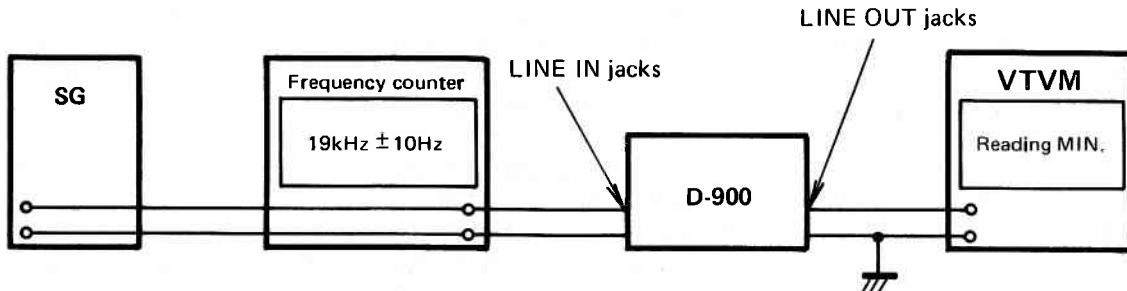 LINE OUT jacks
SG
Frequency counter
LINE IN jacks
VTVM
19kHz ±10Hz
Reading MIN.
D-900